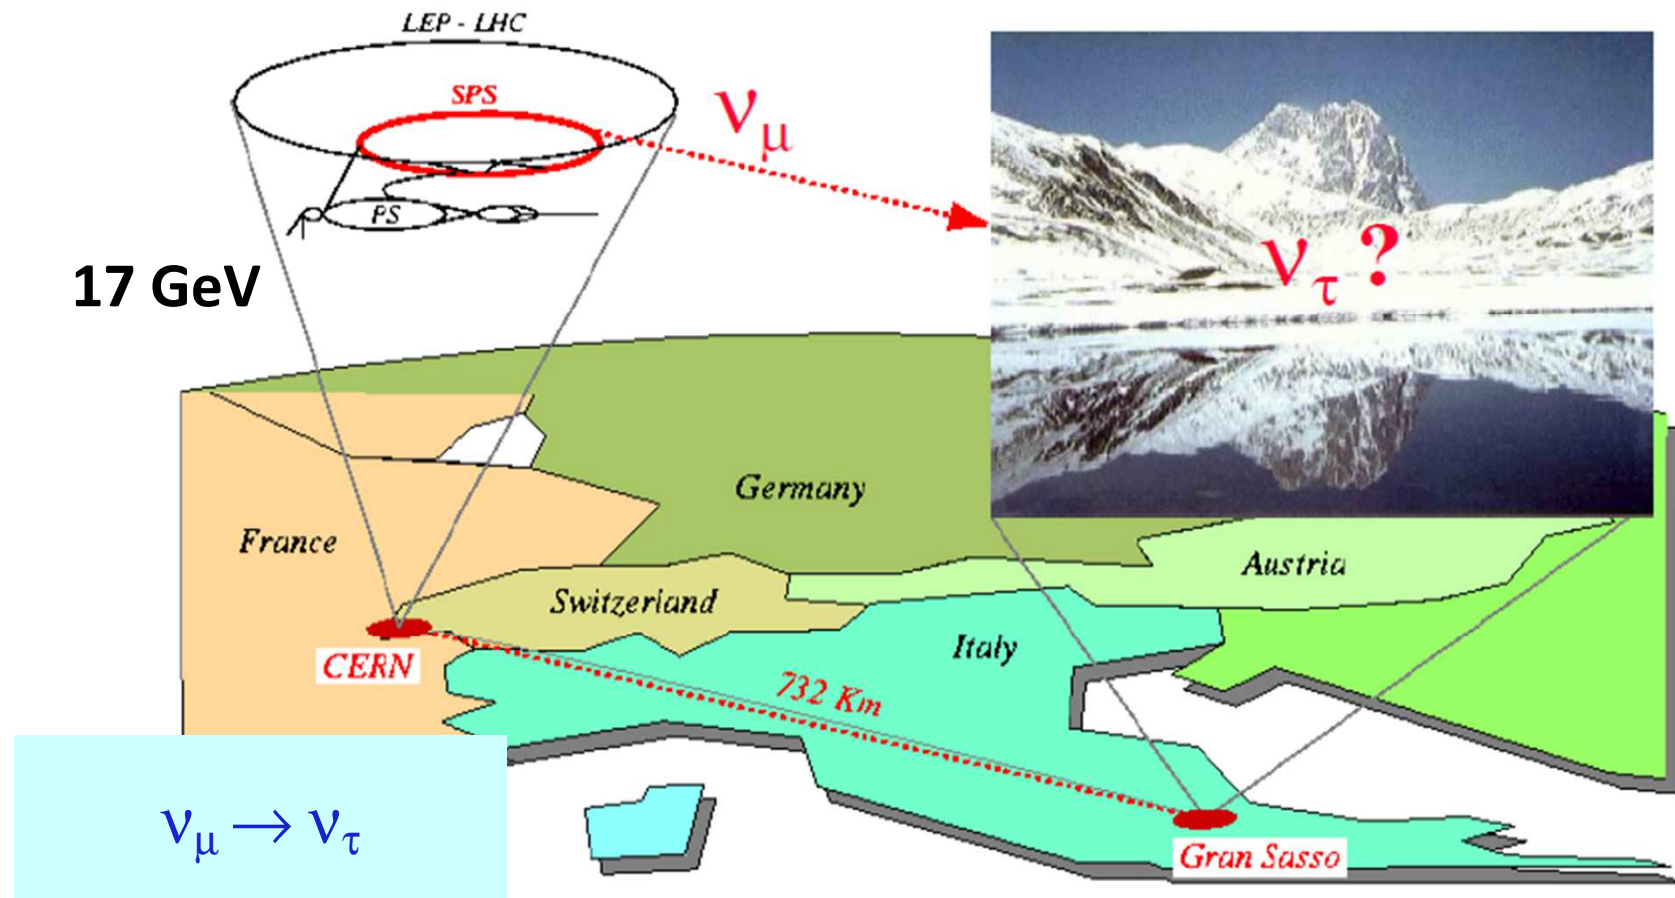 LEP - LHC
SPS
νμ
PS
17 GeV
ντ ?
Germany
France
Austria
Switzerland
Italy
CERN
732 Km
νμ → ντ
Gran Sasso